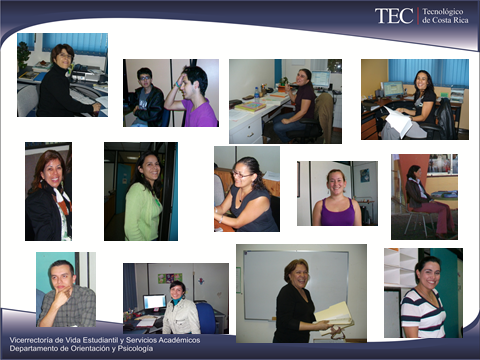 TEC Tecnológico
de Costa Rica
Vicerrectoría de Vida Estudiantil y Servicios Académicos
Departamento de Orientación y Psicología